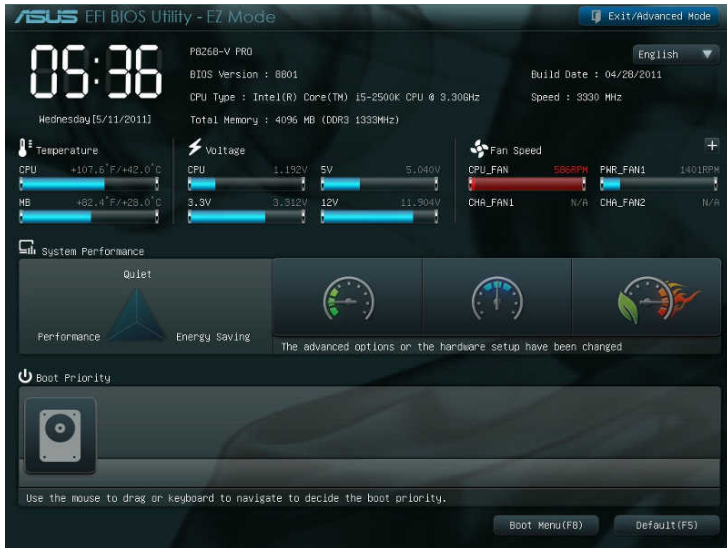 ASUS EFI BIOS Utility - EZ Mode
Exit/Advanced Mode
05:36
Wednesday[5/11/2011]
P8Z68-V PRO
English
BIOS Version : 8801
Build Date : 04/28/2011
CPU Type : Intel(R) Core(TM) i5-2500K CPU @ 3.30GHz
Speed : 3330 MHz
Total Memory : 4096 MB (DDR3 1333MHz)
Temperature
CPU +107.6°F/+42.0°C
MB +82.4°F/+28.0°C
Voltage
CPU 1.192V 5V 5.040V
3.3V 3.312V 12V 11.904V
Fan Speed
CPU_FAN 586RPM PWR_FAN1 1401RPM
CHA_FAN1 N/A CHA_FAN2 N/A
System Performance
Quiet
Performance
Energy Saving
The advanced options or the hardware setup have been changed
Boot Priority
Use the mouse to drag or keyboard to navigate to decide the boot priority.
Boot Menu(F8)
Default(F5)